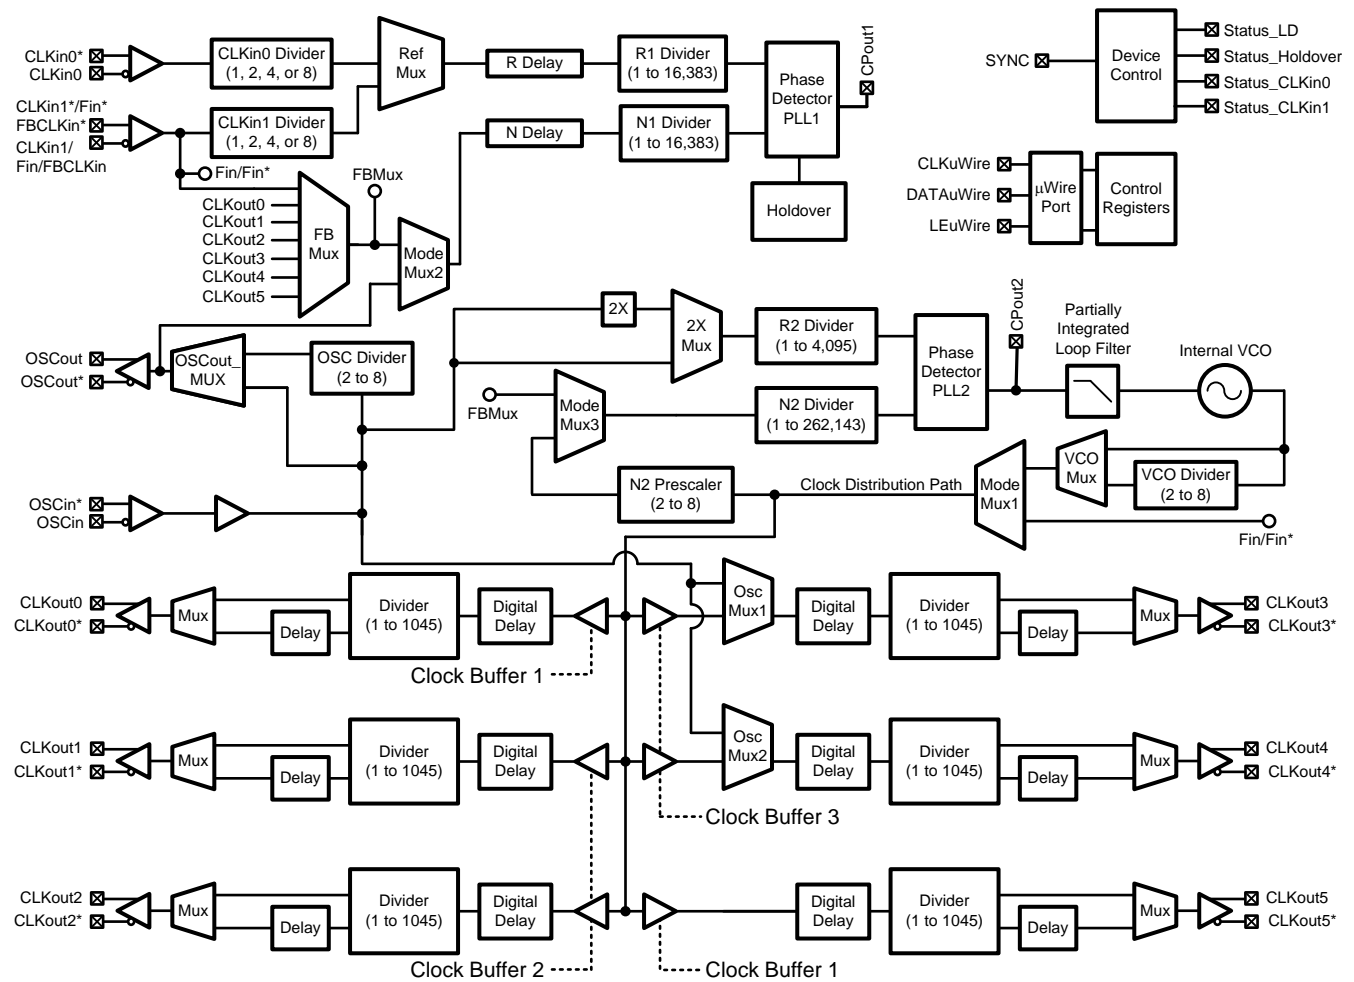 CLKin0*
CLKin0
CLKin0 Divider
(1, 2, 4, or 8)
Ref
Mux
R Delay
R1 Divider
(1 to 16,383)
Phase
Detector
PLL1
CPout1
SYNC
Device
Control
Status_LD
Status_Holdover
Status_CLKin0
Status_CLKin1
CLKin1*/Fin*
FBCLKin*
CLKin1/
Fin/FBCLKin
CLKin1 Divider
(1, 2, 4, or 8)
N Delay
N1 Divider
(1 to 16,383)
Fin/Fin*
FBMux
Holdover
CLKuWire
DATAuWire
LEuWire
µWire
Port
Control
Registers
CLKout0
CLKout1
CLKout2
CLKout3
CLKout4
CLKout5
FB
Mux
Mode
Mux2
OSCout
OSCout*
OSCout_
MUX
OSC Divider
(2 to 8)
2X
2X
Mux
R2 Divider
(1 to 4,095)
Phase
Detector
PLL2
CPout2
Partially
Integrated
Loop Filter
Internal VCO
FBMux
Mode
Mux3
N2 Divider
(1 to 262,143)
OSCin*
OSCin
N2 Prescaler
(2 to 8)
Clock Distribution Path
Mode
Mux1
VCO
Mux
VCO Divider
(2 to 8)
Fin/Fin*
CLKout0
CLKout0*
Mux
Delay
Divider
(1 to 1045)
Digital
Delay
Osc
Mux1
Digital
Delay
Divider
(1 to 1045)
Delay
Mux
CLKout3
CLKout3*
Clock Buffer 1
CLKout1
CLKout1*
Mux
Delay
Divider
(1 to 1045)
Digital
Delay
Osc
Mux2
Digital
Delay
Divider
(1 to 1045)
Delay
Mux
CLKout4
CLKout4*
Clock Buffer 3
CLKout2
CLKout2*
Mux
Delay
Divider
(1 to 1045)
Digital
Delay
Digital
Delay
Divider
(1 to 1045)
Delay
Mux
CLKout5
CLKout5*
Clock Buffer 2
Clock Buffer 1